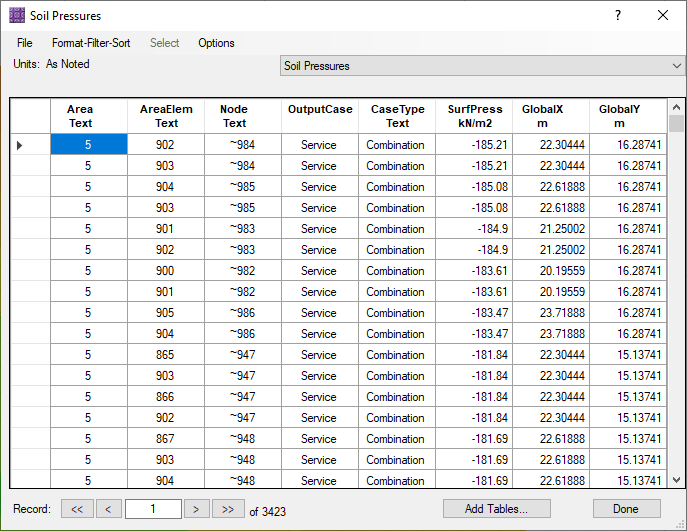 Soil Pressures
File Format-Filter-Sort Select Options
Units: As Noted Soil Pressures
Area AreaElem Node OutputCase CaseType SurfPress GlobalX GlobalY
Text Text Text Text kN/m2 m m
5 902 ~984 Service Combination -185.21 22.30444 16.28741
5 903 ~984 Service Combination -185.21 22.30444 16.28741
5 904 ~985 Service Combination -185.08 22.61888 16.28741
5 903 ~985 Service Combination -185.08 22.61888 16.28741
5 901 ~983 Service Combination -184.9 21.25002 16.28741
5 902 ~983 Service Combination -184.9 21.25002 16.28741
5 900 ~982 Service Combination -183.61 20.19559 16.28741
5 901 ~982 Service Combination -183.61 20.19559 16.28741
5 905 ~986 Service Combination -183.47 23.71888 16.28741
5 904 ~986 Service Combination -183.47 23.71888 16.28741
5 865 ~947 Service Combination -181.84 22.30444 15.13741
5 903 ~947 Service Combination -181.84 22.30444 15.13741
5 866 ~947 Service Combination -181.84 22.30444 15.13741
5 902 ~947 Service Combination -181.84 22.30444 15.13741
5 867 ~948 Service Combination -181.69 22.61888 15.13741
5 903 ~948 Service Combination -181.69 22.61888 15.13741
5 904 ~948 Service Combination -181.69 22.61888 15.13741
Record: << < 1 > >> of 3423 Add Tables... Done